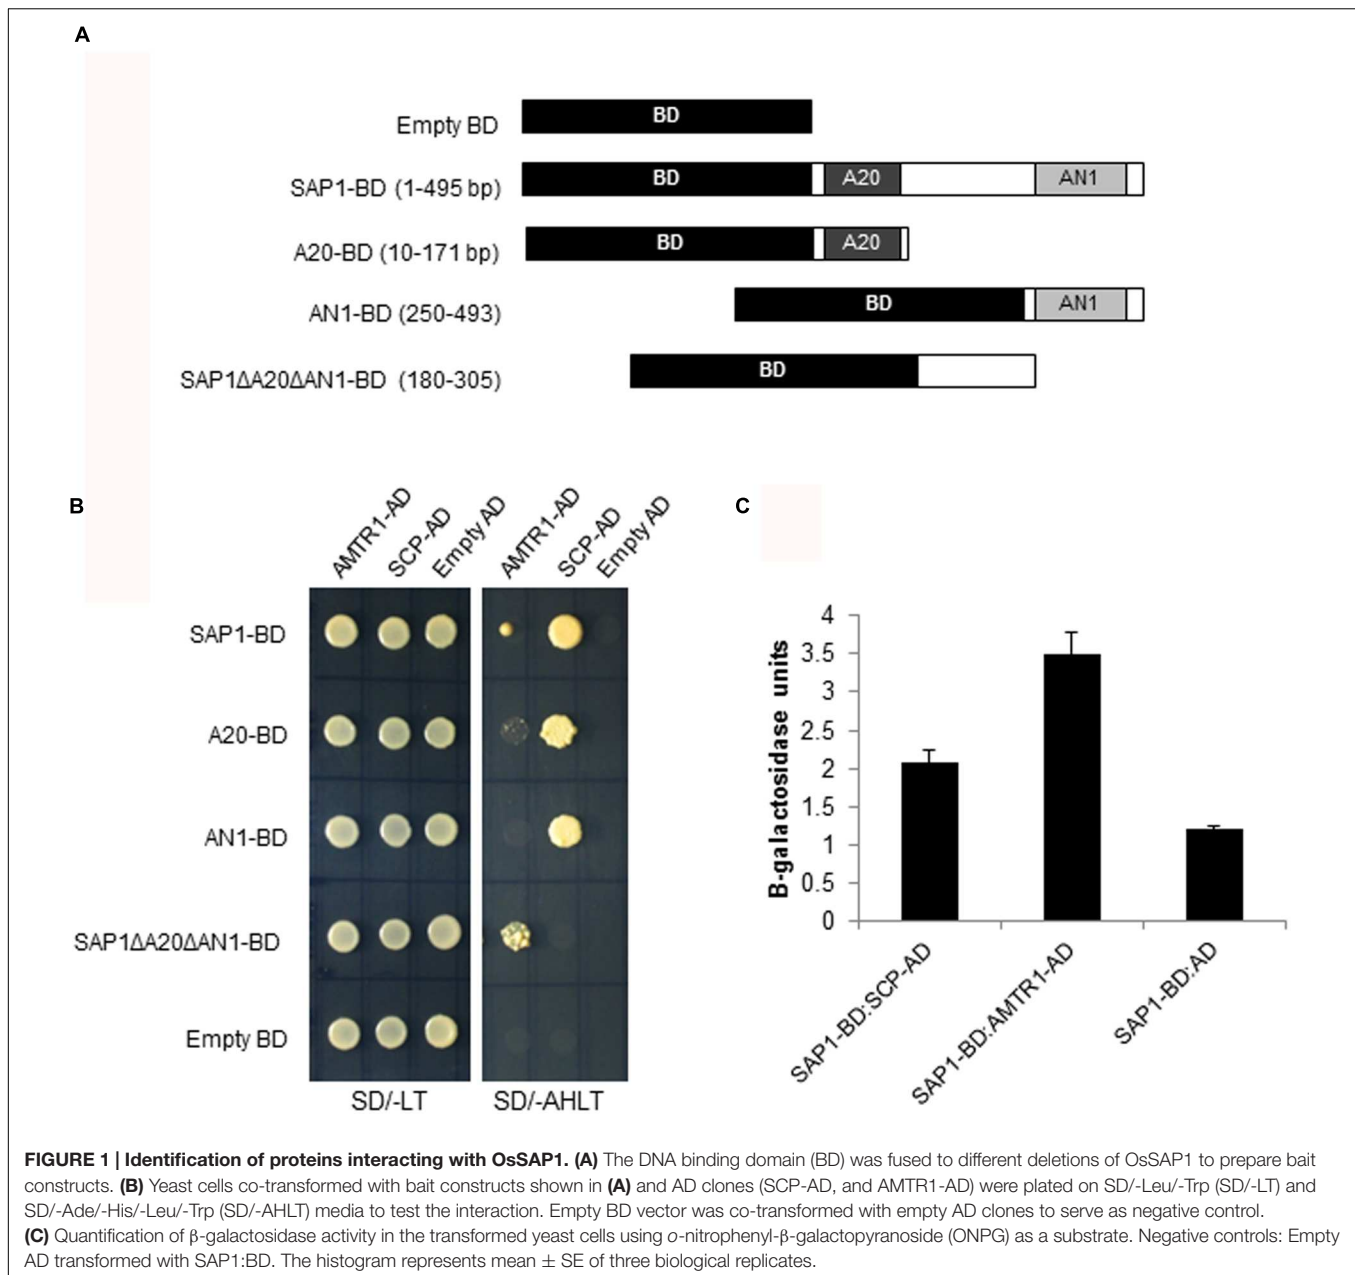 A
Empty BD
BD
SAP1-BD (1-495 bp)
BD
A20
AN1
A20-BD (10-171 bp)
BD
A20
AN1-BD (250-493)
BD
AN1
SAP1ΔA20ΔAN1-BD (180-305)
BD
B
AMTR1-AD
SCP-AD
Empty AD
AMTR1-AD
SCP-AD
Empty AD
SAP1-BD
A20-BD
AN1-BD
SAP1ΔA20ΔAN1-BD
Empty BD
SD/-LT
SD/-AHLT
C
B-galactosidase units
4
3.5
3
2.5
2
1.5
1
0.5
0
SAP1-BD:SCP-AD
SAP1-BD:AMTR1-AD
SAP1-BD:AD
FIGURE 1 | Identification of proteins interacting with OsSAP1. (A) The DNA binding domain (BD) was fused to different deletions of OsSAP1 to prepare bait
constructs. (B) Yeast cells co-transformed with bait constructs shown in (A) and AD clones (SCP-AD, and AMTR1-AD) were plated on SD/-Leu/-Trp (SD/-LT) and
SD/-Ade/-His/-Leu/-Trp (SD/-AHLT) media to test the interaction. Empty BD vector was co-transformed with empty AD clones to serve as negative control.
(C) Quantification of β-galactosidase activity in the transformed yeast cells using o-nitrophenyl-β-galactopyranoside (ONPG) as a substrate. Negative controls: Empty
AD transformed with SAP1:BD. The histogram represents mean ± SE of three biological replicates.